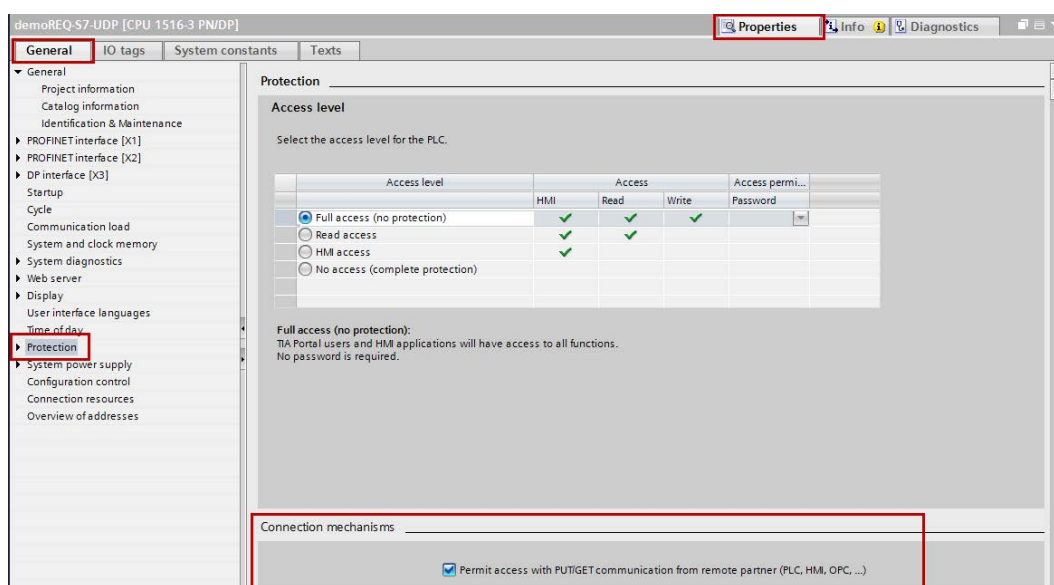 demoREQ-S7-UDP [CPU 1516-3 PN/DP]
Properties
Info
Diagnostics
General
IO tags
System constants
Texts
General
Project information
Catalog information
Identification & Maintenance
PROFINET interface [X1]
PROFINET interface [X2]
DP interface [X3]
Startup
Cycle
Communication load
System and clock memory
System diagnostics
Web server
Display
User interface languages
Time of day
Protection
System power supply
Configuration control
Connection resources
Overview of addresses
Protection
Access level
Select the access level for the PLC.
Access level Access Access permi...
HMI Read Write Password
Full access (no protection)
Read access
HMI access
No access (complete protection)
Full access (no protection):
TIA Portal users and HMI applications will have access to all functions.
No password is required.
Connection mechanisms
Permit access with PUT/GET communication from remote partner (PLC, HMI, OPC, ...)